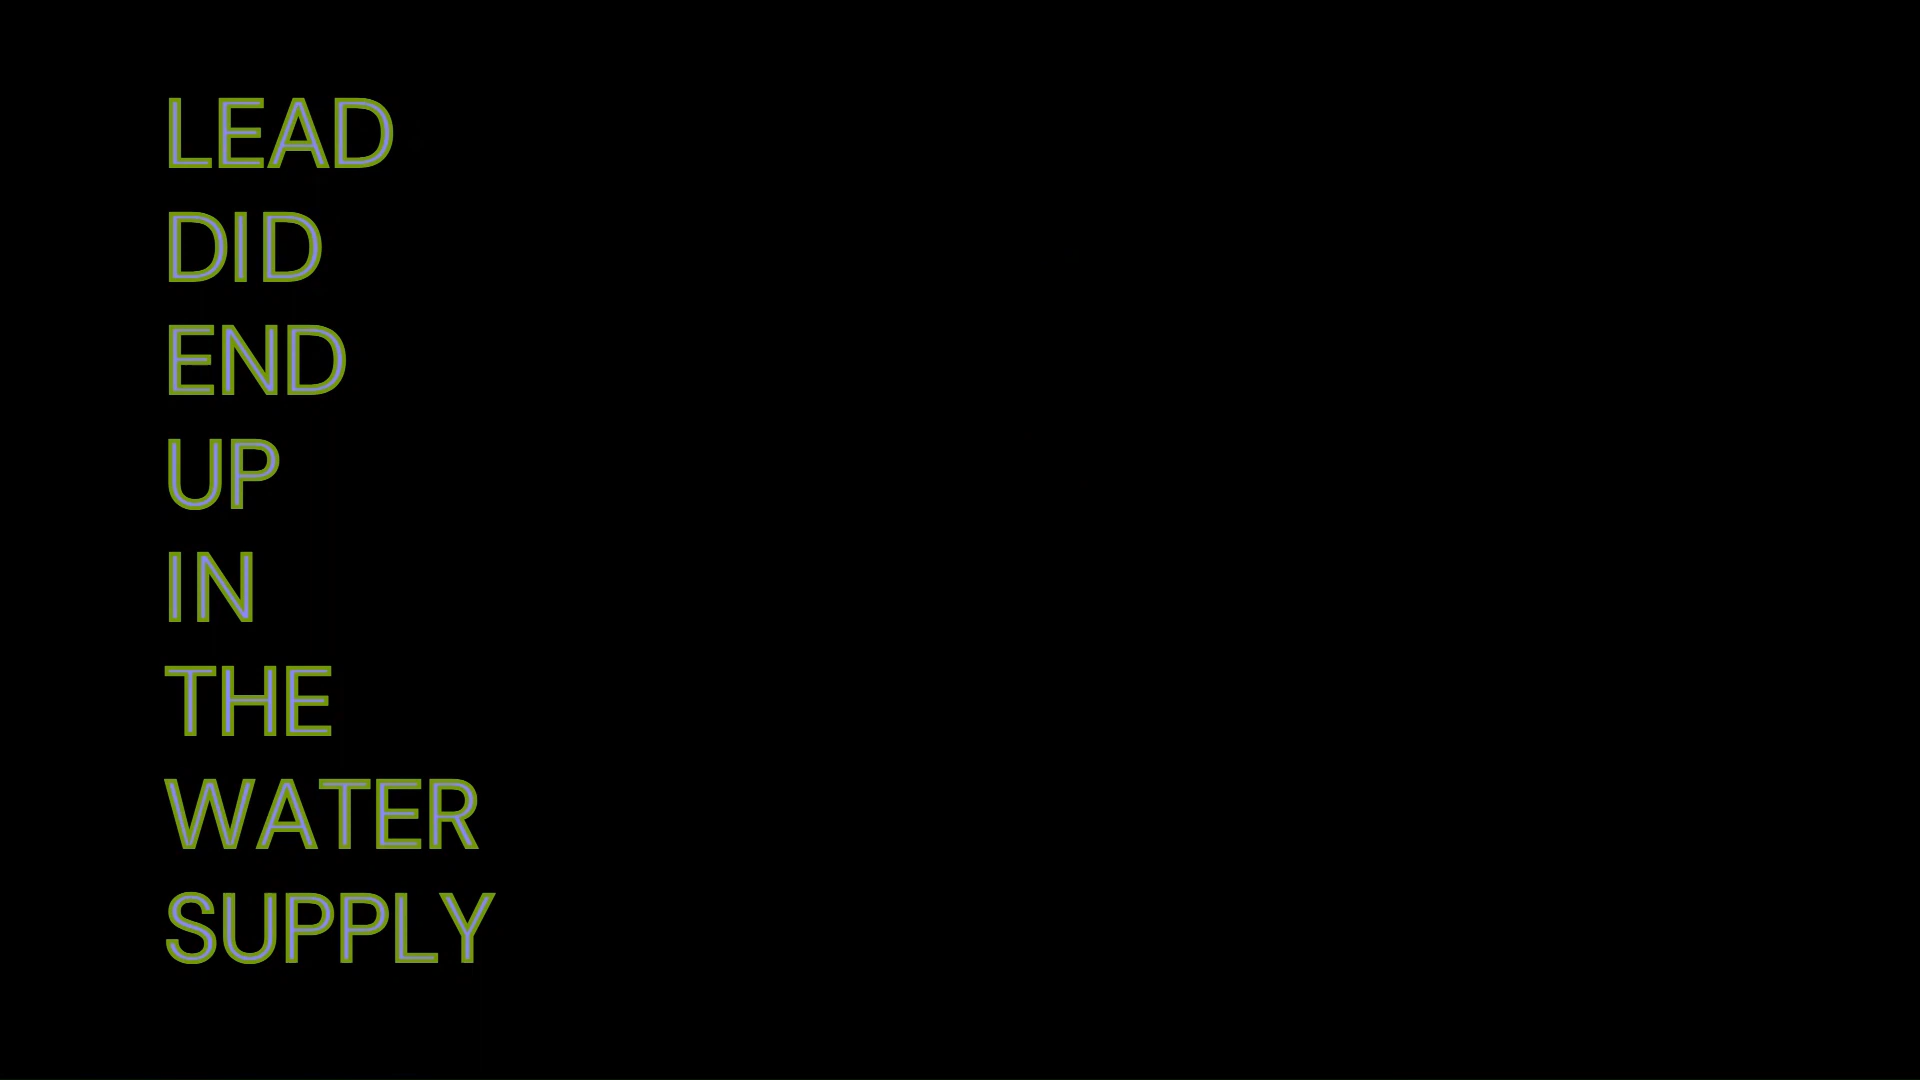 LEAD
DID
END
UP
IN
THE
WATER
SUPPLY